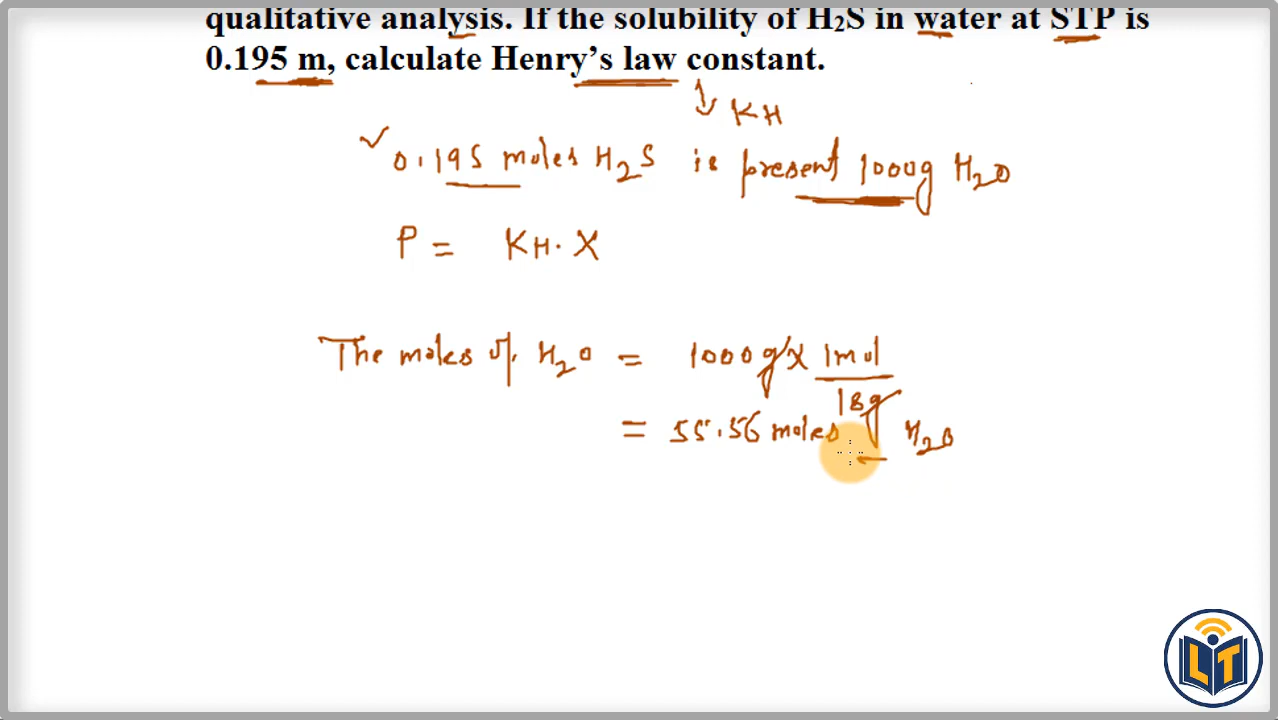 qualitative analysis. If the solubility of H₂S in water at STP is
0.195 m, calculate Henry's law constant.
KH
0.195 moles H₂S is present 1000g H₂O
P = KH. X
The moles of H₂O = 1000g X 1mol
18g
= 55.56 moles H₂O
LT